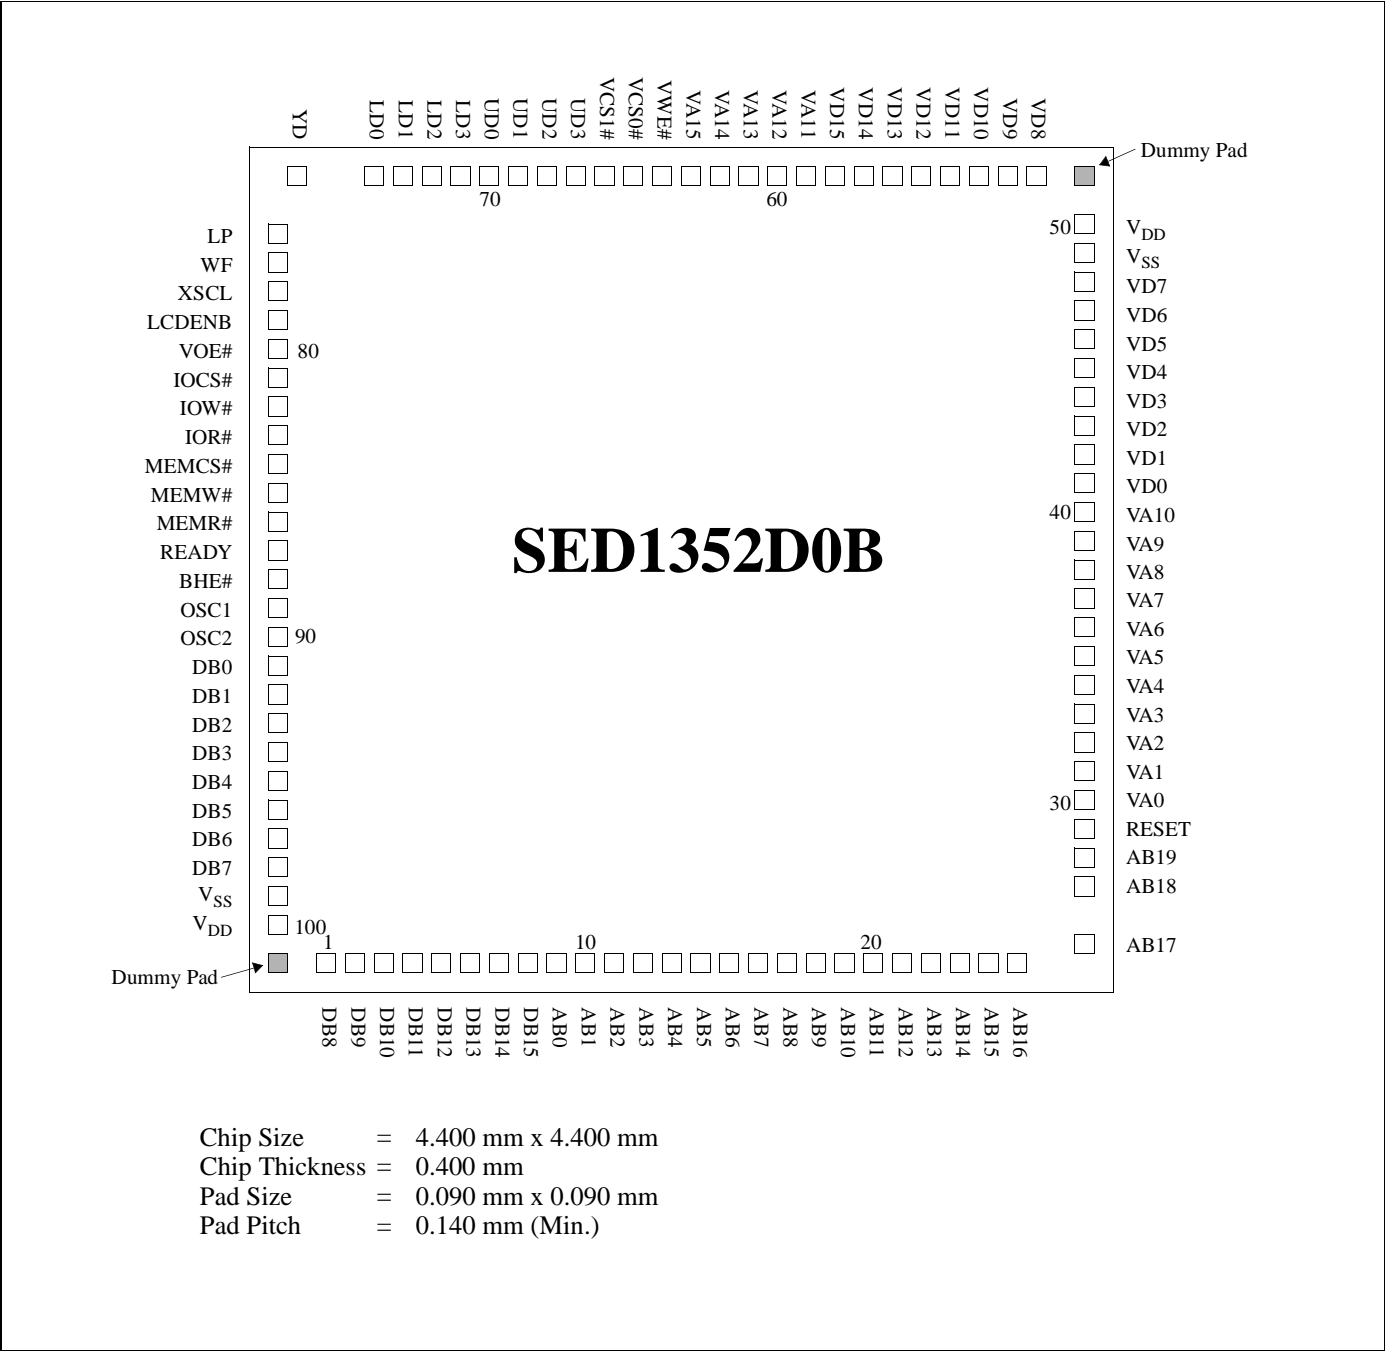 YD
LD0
LD1
LD2
LD3
UD0
UD1
UD2
UD3
VCS1#
VCS0#
VWE#
VA15
VA14
VA13
VA12
VA11
VD15
VD14
VD13
VD12
VD11
VD10
VD9
VD8
Dummy Pad
70
60
LP
WF
XSCL
LCDENB
VOE# 80
IOCS#
IOW#
IOR#
MEMCS#
MEMW#
MEMR#
READY
BHE#
OSC1
OSC2 90
DB0
DB1
DB2
DB3
DB4
DB5
DB6
DB7
VSS
VDD 100
SED1352D0B
50 VDD
VSS
VD7
VD6
VD5
VD4
VD3
VD2
VD1
VD0
40 VA10
VA9
VA8
VA7
VA6
VA5
VA4
VA3
VA2
VA1
30 VA0
RESET
AB19
AB18
AB17
1
10
20
Dummy Pad
DB8
DB9
DB10
DB11
DB12
DB13
DB14
DB15
AB0
AB1
AB2
AB3
AB4
AB5
AB6
AB7
AB8
AB9
AB10
AB11
AB12
AB13
AB14
AB15
AB16
Chip Size = 4.400 mm x 4.400 mm
Chip Thickness = 0.400 mm
Pad Size = 0.090 mm x 0.090 mm
Pad Pitch = 0.140 mm (Min.)